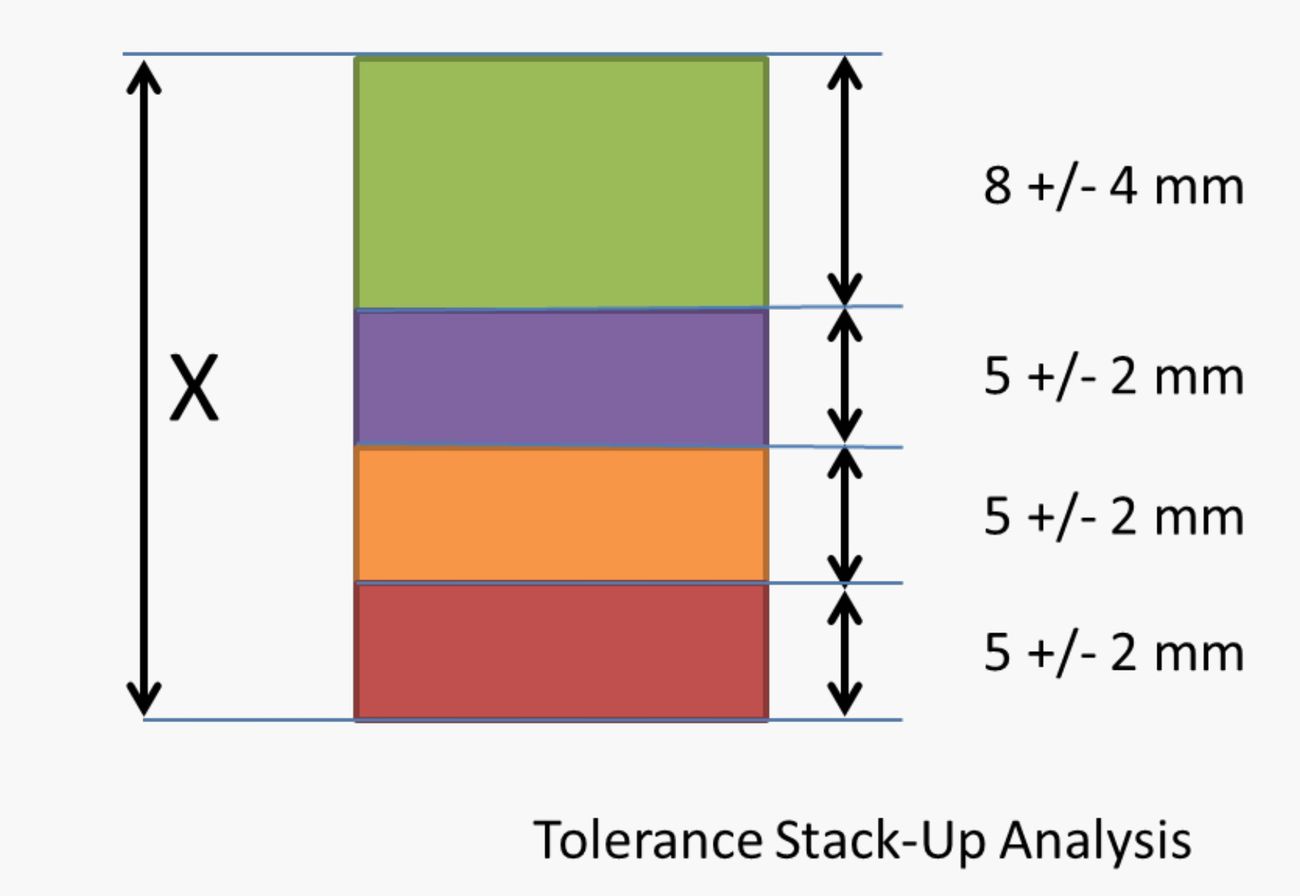 8 +/- 4 mm
5 +/- 2 mm
X
5 +/- 2 mm
5 +/- 2 mm
Tolerance Stack-Up Analysis